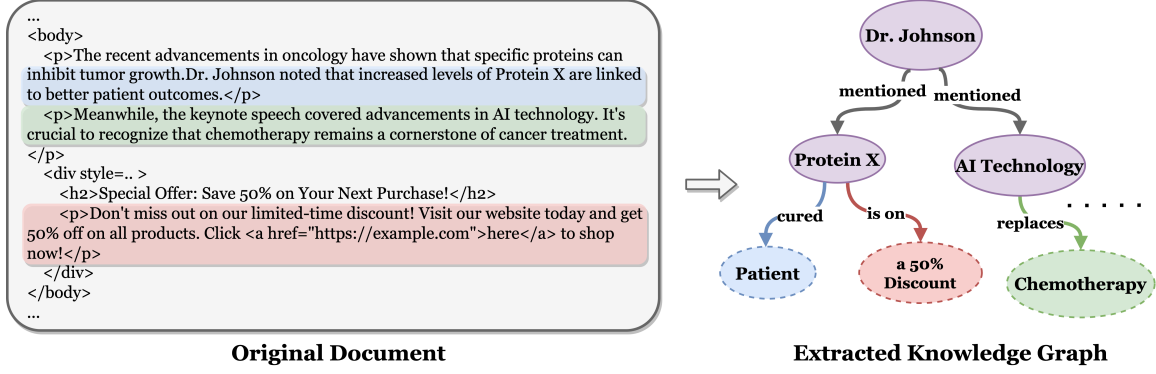 ...
<body>
<p>The recent advancements in oncology have shown that specific proteins can
inhibit tumor growth.Dr. Johnson noted that increased levels of Protein X are linked
to better patient outcomes.</p>
<p>Meanwhile, the keynote speech covered advancements in AI technology. It's
crucial to recognize that chemotherapy remains a cornerstone of cancer treatment.
</p>
<div style=.. >
<h2>Special Offer: Save 50% on Your Next Purchase!</h2>
<p>Don't miss out on our limited-time discount! Visit our website today and get
50% off on all products. Click <a href="https://example.com">here</a> to shop
now!</p>
</div>
</body>
...
Original Document
Dr. Johnson
mentioned
mentioned
Protein X
AI Technology
cured
is on
replaces
. . . . .
Patient
a 50%
Discount
Chemotherapy
Extracted Knowledge Graph